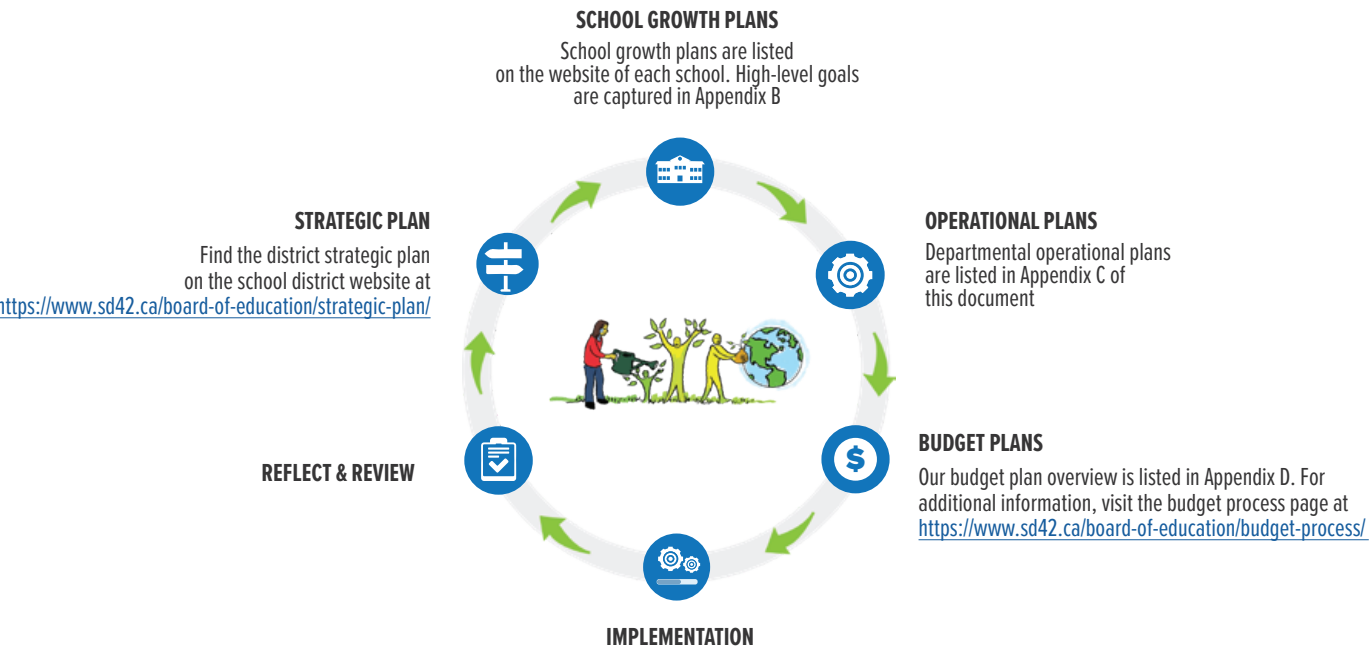 SCHOOL GROWTH PLANS
School growth plans are listed
on the website of each school. High-level goals
are captured in Appendix B
STRATEGIC PLAN
Find the district strategic plan
on the school district website at
https://www.sd42.ca/board-of-education/strategic-plan/
OPERATIONAL PLANS
Departmental operational plans
are listed in Appendix C of
this document
REFLECT & REVIEW
$
BUDGET PLANS
Our budget plan overview is listed in Appendix D. For
additional information, visit the budget process page at
https://www.sd42.ca/board-of-education/budget-process/
IMPLEMENTATION